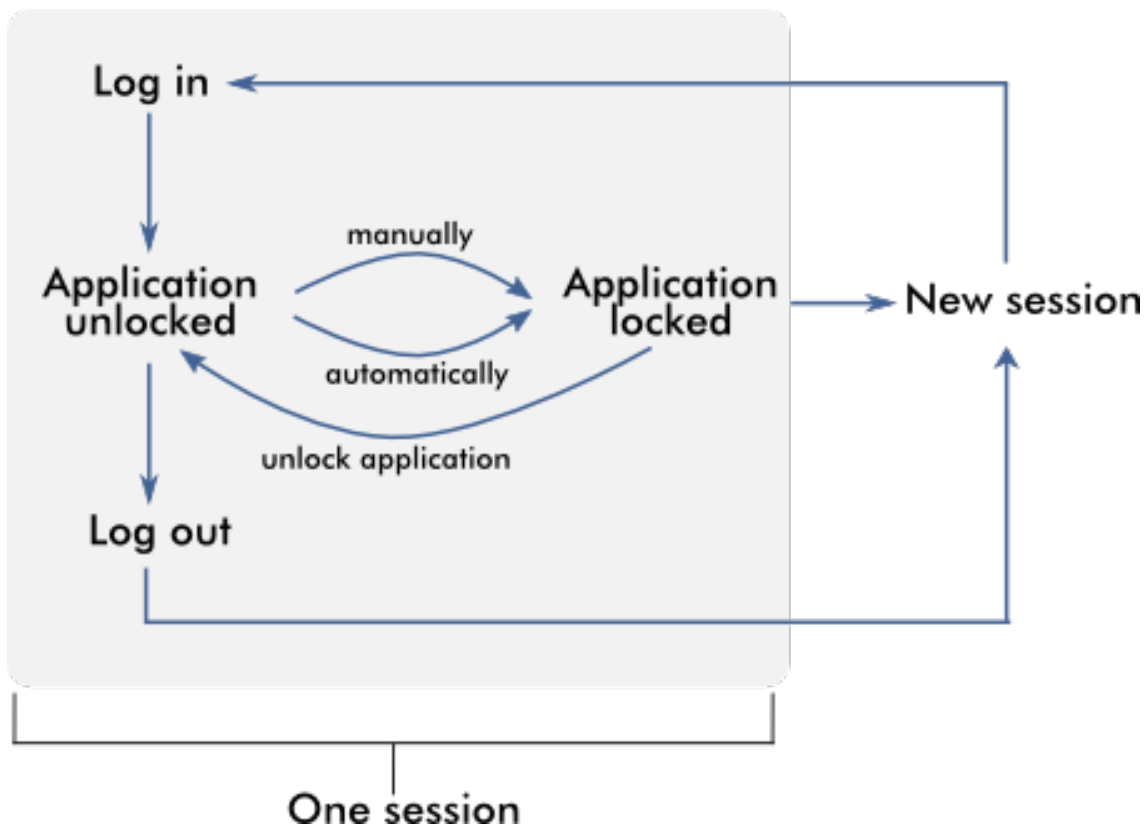 Log in
manually
Application
unlocked
Application
locked
New session
automatically
unlock application
Log out
One session